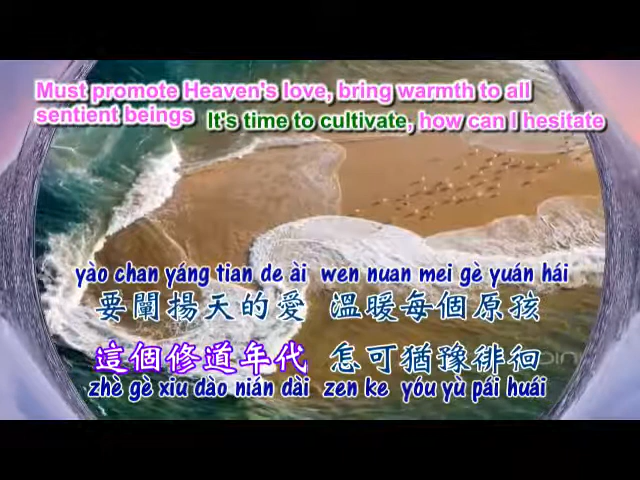 Must promote Heaven's love, bring warmth to all
sentient beings It's time to cultivate, how can I hesitate
yào chan yáng tian de ài wen nuan mei gè yuán hái
要闡揚天的愛 溫暖每個原孩
這個修道年代 怎可猶豫徘徊
zhè gè xiu dào nián dài zen ke yóu yù pái huái